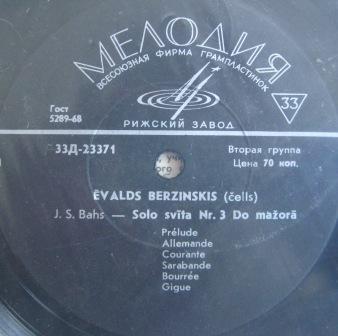 МЕЛОДИЯ
ВСЕСОЮЗНАЯ ФИРМА ГРАМПЛАСТИНОК
33
Гост
5289-68
РИЖСКИЙ ЗАВОД
33Д-23371
Вторая группа
Цена 70 коп.
ĒVALDS BERZINSKIS (čells)
J. S. Bahs — Solo svīta Nr. 3 Do mažorā
Prélude
Allemande
Courante
Sarabande
Bourrée
Gigue